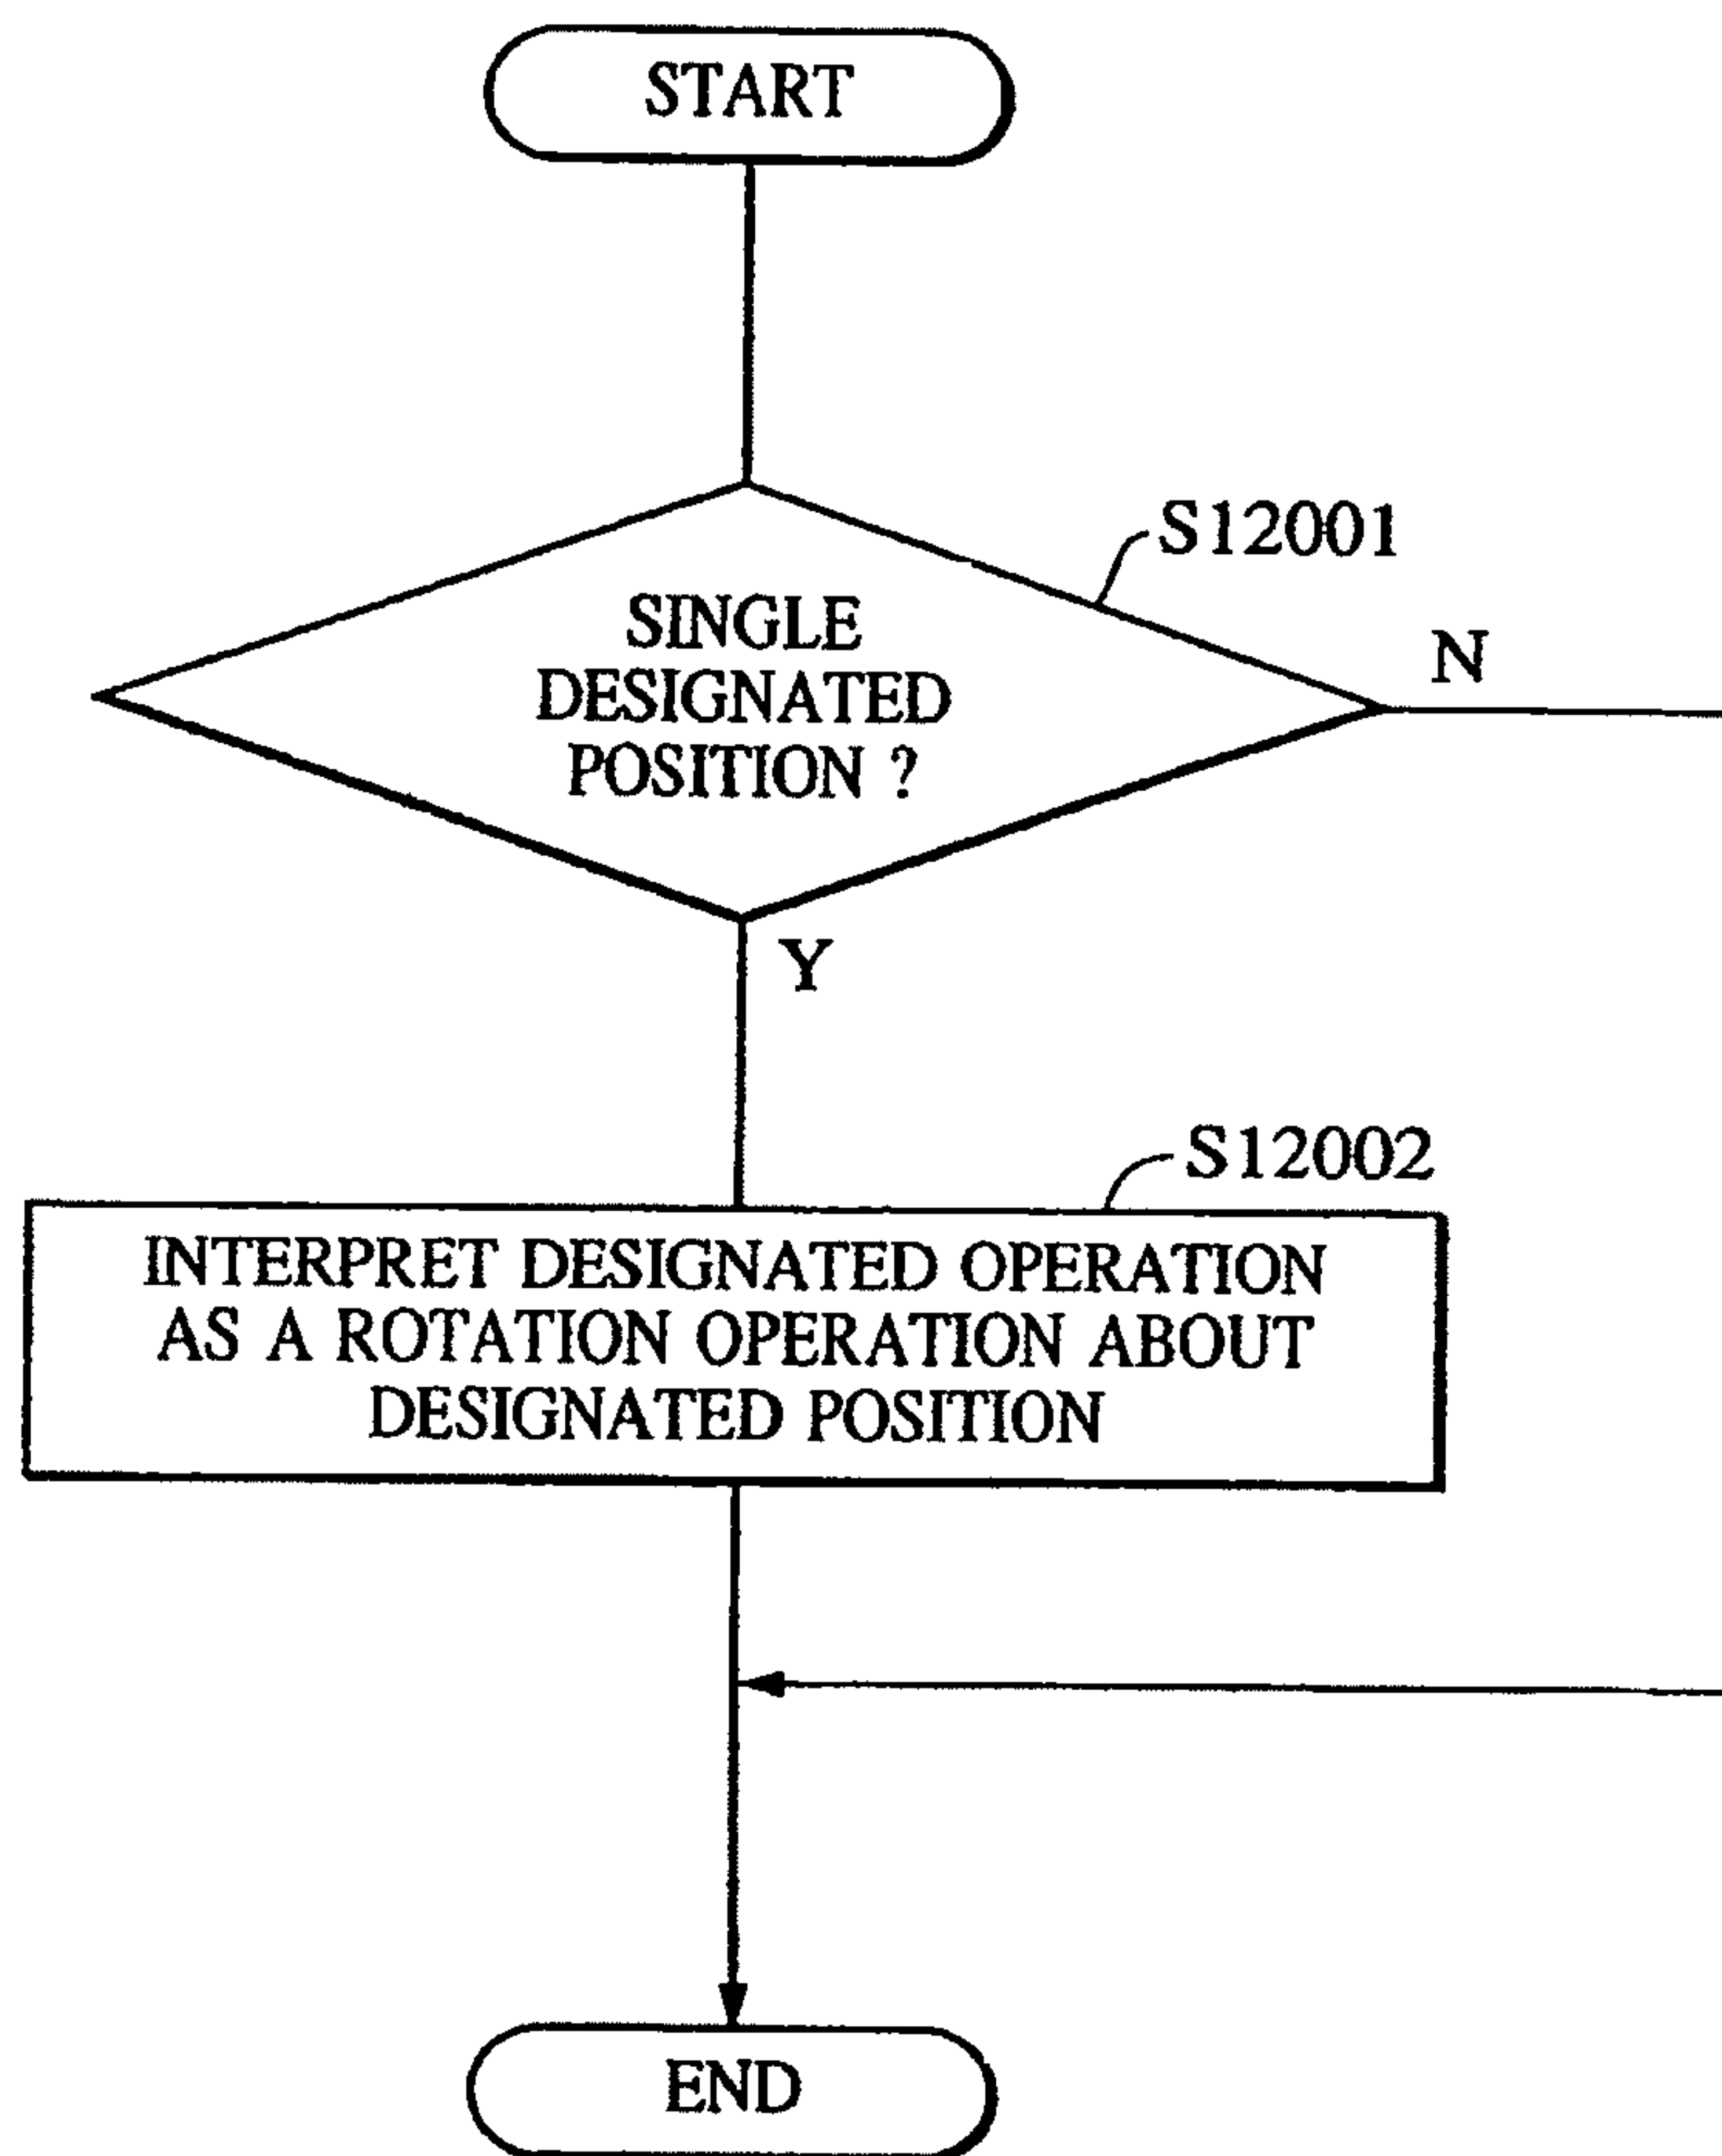 START
S12001
SINGLE
DESIGNATED
POSITION ?
N
Y
S12002
INTERPRET DESIGNATED OPERATION
AS A ROTATION OPERATION ABOUT
DESIGNATED POSITION
END